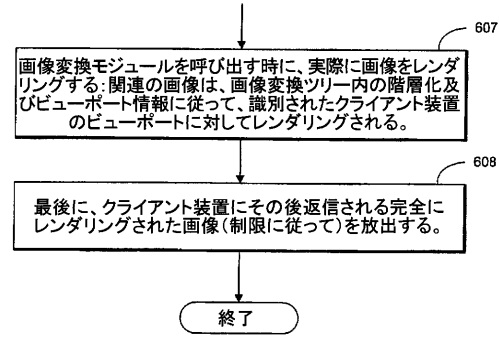 607
画像変換モジュールを呼び出す時に、実際に画像をレンダ
リングする:関連の画像は、画像変換ツリー内の階層化及
びビューポート情報に従って、識別されたクライアント装置
のビューポートに対してレンダリングされる。
608
最後に、クライアント装置にその後返信される完全に
レンダリングされた画像(制限に従って)を放出する。
終了